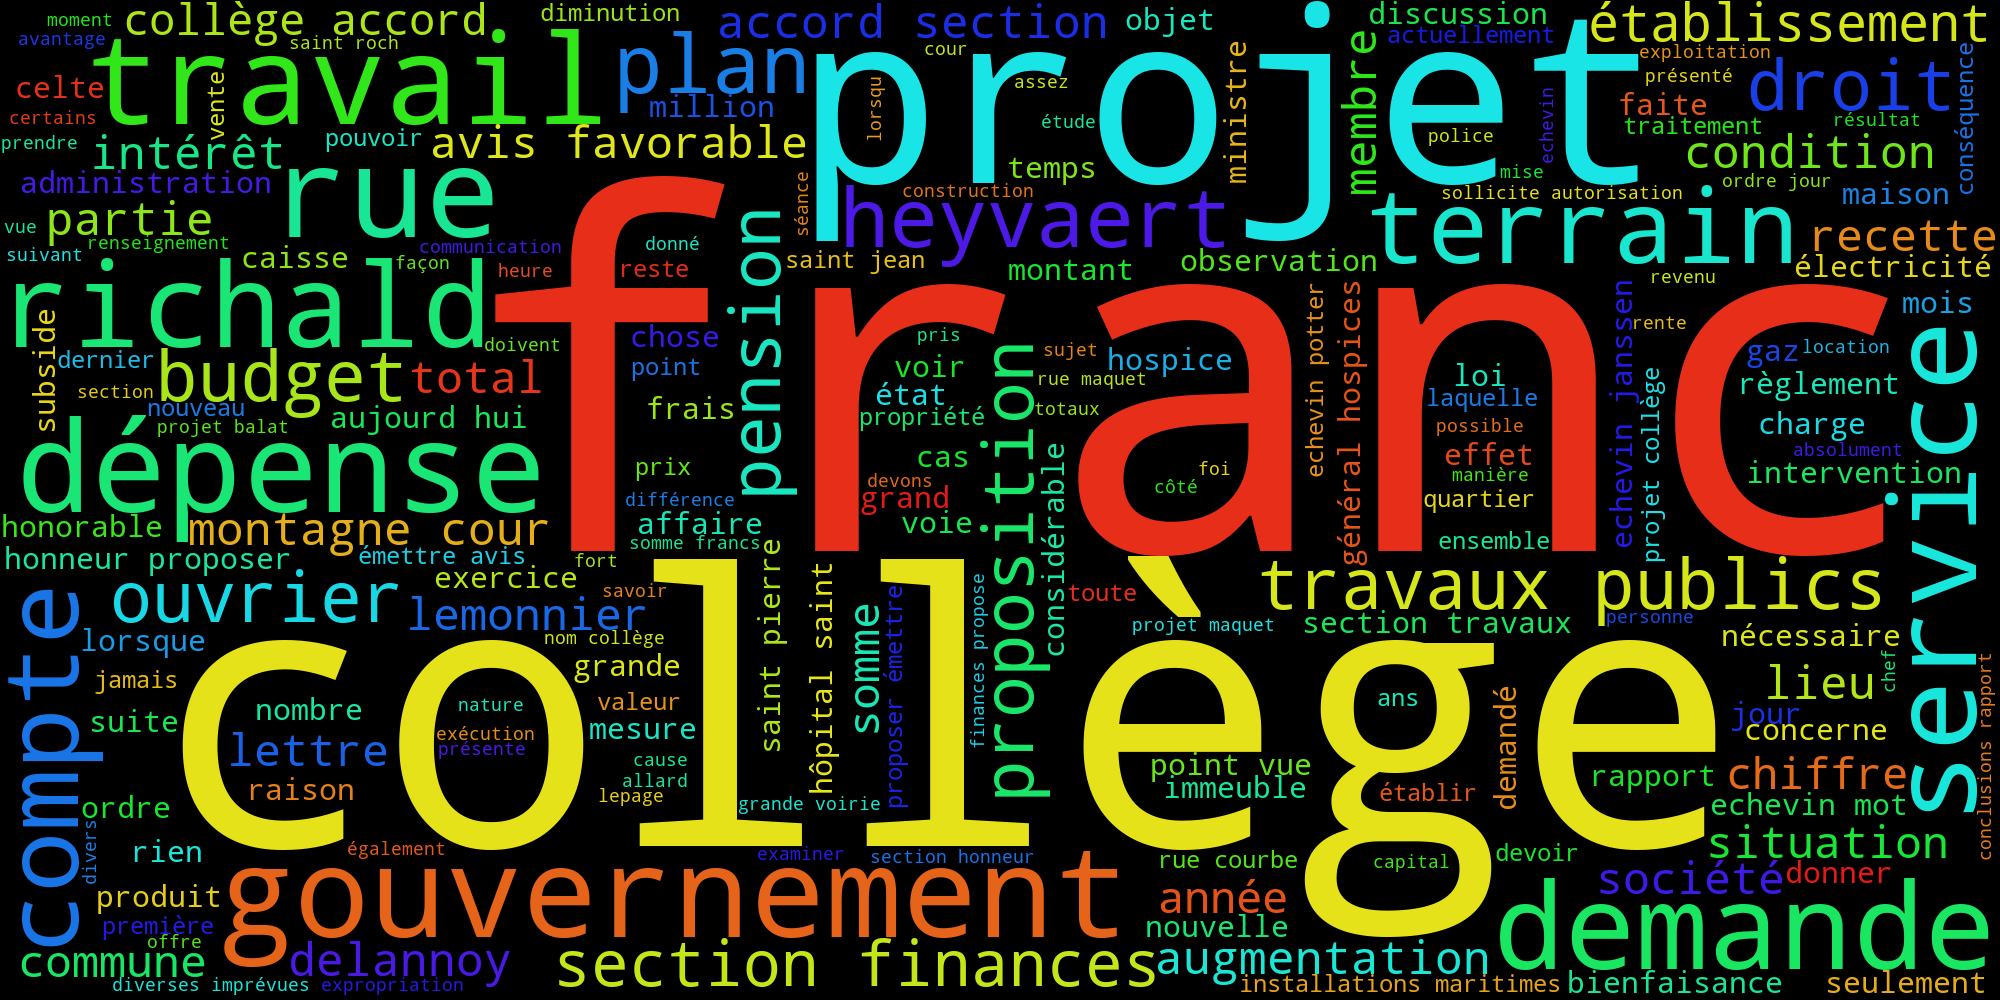 moment
collège accord
diminution
accord section
objet
discussion
établissement
avantage
saint roch
travail
plan
projet
cour
ministre
membre
actuellement
exploitation
conséquence
celte
vente
million
assez
lorsqu
étude
police
echevin
présenté
faite
droit
certains
prendre
pouvoir
avis favorable
traitement
résultat
intérêt
rue
temps
mise
condition
administration
séance
construction
sollicite autorisation
ordre jour
maison
vue
partie
heyvaert
terrain
recette
suivant
renseignement
communication
donné
pension
caisse
façon
heure
reste
saint jean
montant
observation
revenu
électricité
richald
franc
mois
subside
doivent
chose
pris
proposition
sujet
echevin potter
général hospices
echevin janssen
rente
service
dernier
budget
total
point
voir
hospice
loi
gaz
location
section
nouveau
frais
état
rue maquet
laquelle
projet collège
règlement
projet balat
aujourd hui
propriété
totaux
possible
charge
dépense
prix
cas
considérable
foi
effet
absolument
différence
devons
grand
côté
manière
quartier
intervention
honorable
montagne cour
affaire
voie
honneur proposer
émettre avis
somme francs
ensemble
compte
ouvrier
exercice
fort
saint pierre
hôpital saint
travaux publics
lemonnier
savoir
somme
proposer émettre
finances propose
toute
personne
lorsque
nom collège
collège
projet maquet
section travaux
nécessaire
jamais
grande
lieu
chef
suite
nombre
nature
valeur
ans
demandé
jour
conclusions rapport
lettre
exécution
présente
mesure
concerne
raison
cause
allard
lepage
grande voirie
point vue
immeuble
établir
rapport
chiffre
ordre
echevin mot
divers
rien
également
examiner
section honneur
rue courbe
capital
devoir
situation
produit
gouvernement
année
société
donner
première
nouvelle
demande
offre
commune
delannoy
section finances
augmentation
diverses imprévues
expropriation
installations maritimes
bienfaisance
seulement